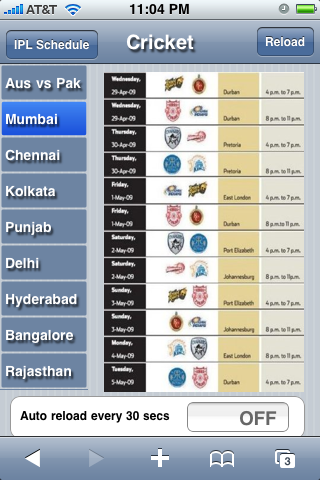 AT&T 11:04 PM
IPL Schedule Cricket Reload
Aus vs Pak
Mumbai
Chennai
Kolkata
Punjab
Delhi
Hyderabad
Bangalore
Rajasthan
Wednesday,
29-Apr-09 Durban 4 p.m. to 7 p.m.
Wednesday,
29-Apr-09 Durban 8 p.m. to 11 p.m.
Thursday,
30-Apr-09 Pretoria 4 p.m. to 7 p.m.
Thursday,
30-Apr-09 Pretoria 8 p.m. to 11 p.m.
Friday,
1-May-09 East London 4 p.m. to 7 p.m.
Friday,
1-May-09 Durban 8 p.m.to 11 p.m.
Saturday,
2-May-09 Port Elizabeth 4 p.m. to 7 p.m.
Saturday,
2-May-09 Johannesburg 8 p.m. to 11p.m.
Sunday,
3-May-09 Port Elizabeth 4 p.m. to 7 p.m.
Sunday,
3-May-09 Johannesburg 8 p.m. to 11 p.m.
Monday,
4-May-09 East London 8 p.m. to 11 p.m.
Tuesday,
5-May-09 Durban 4 p.m. to 7 p.m.
Auto reload every 30 secs OFF
3